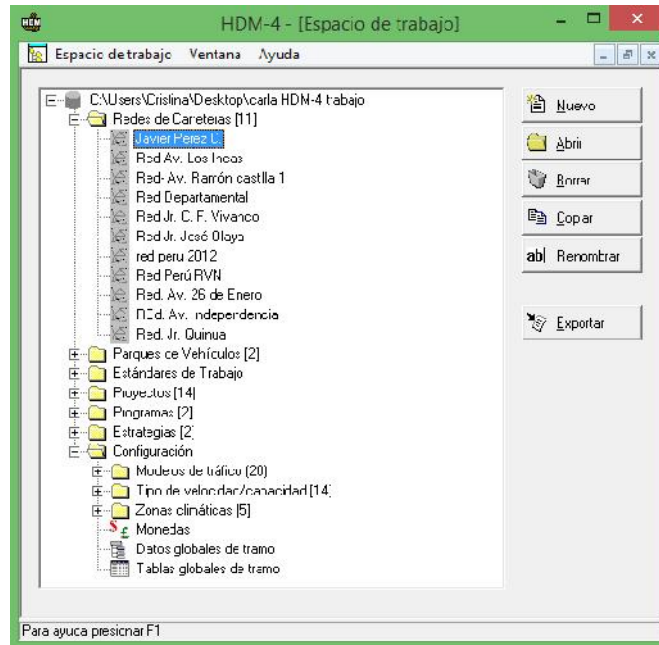 HDM-4 - [Espacio de trabajo]
Espacio de trabajo Ventana Ayuda
C:\Users\Cristina\Desktop\carla HDM-4 trabajo
Redes de Carreteras [11]
Javier Perez C.
Red Av. Los Incas
Red- Av. Ramón castlla 1
Red Departamental
Red Jr. C. F. Vivanco
Red Jr. José Olaya
red peru 2012
Red Perú RVN
Red. Av. 26 de Enero
REd. Av. Independencia
Red. Jr. Quinua
Parques de Vehículos [2]
Estándares de Trabajo
Proyectos [14]
Programas [2]
Estrategias [2]
Configuración
Modelos de tráfico (20)
Tipo de velocidad/capacidad [14]
Zonas climáticas [5]
Monedas
Datos globales de tramo
Tablas globales de tramo
Nuevo
Abrir
Borrar
Copiar
Renombrar
Exportar
Para ayuda presionar F1